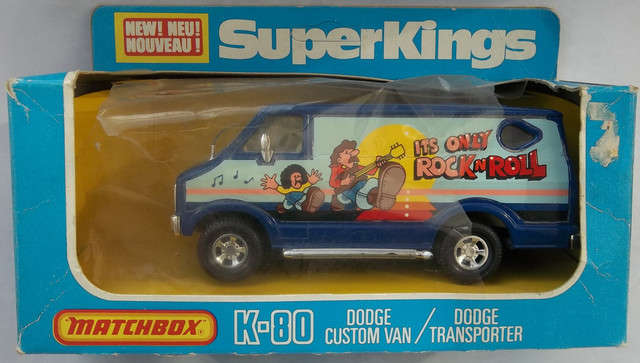 NEW! NEU!
NOUVEAU!
SuperKings
ITS ONLY
ROCK N ROLL
MATCHBOX
K-80
DODGE
CUSTOM VAN / DODGE
TRANSPORTER